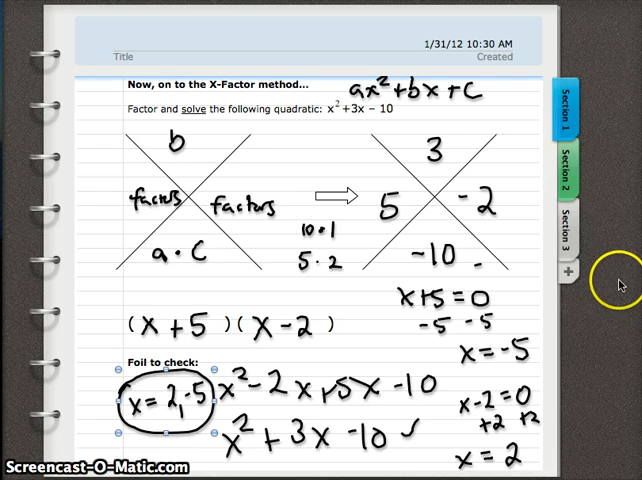 1/31/12 10:30 AM
Title Created
Now, on to the X-Factor method...
ax² + bx + c
Factor and solve the following quadratic: x² +3x – 10
b
factors factors
a · c
10 · 1
5 · 2
3
5 -2
-10 -
(x + 5) (x - 2)
x+5 = 0
-5 -5
x = -5
Foil to check:
x = 2, -5
x² - 2x + 5x - 10
x² + 3x - 10 ✓
x - 2 = 0
+2 +2
x = 2
Section 1
Section 2
Section 3
+
Screencast-O-Matic.com